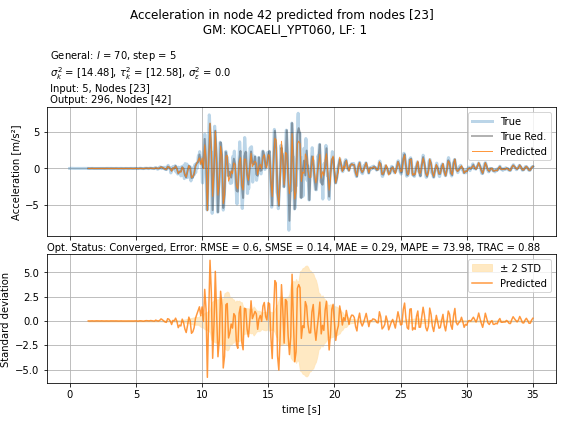 Acceleration in node 42 predicted from nodes [23]
GM: KOCAELI_YPT060, LF: 1
General: l = 70, step = 5
σ²ₖ = [14.48], τ²ₖ = [12.58], σ²ε = 0.0
Input: 5, Nodes [23]
Output: 296, Nodes [42]
Acceleration [m/s²]
5
0
−5
True
True Red.
Predicted
Opt. Status: Converged, Error: RMSE = 0.6, SMSE = 0.14, MAE = 0.29, MAPE = 73.98, TRAC = 0.88
Standard deviation
5.0
2.5
0.0
−2.5
−5.0
± 2 STD
Predicted
0 5 10 15 20 25 30 35
time [s]